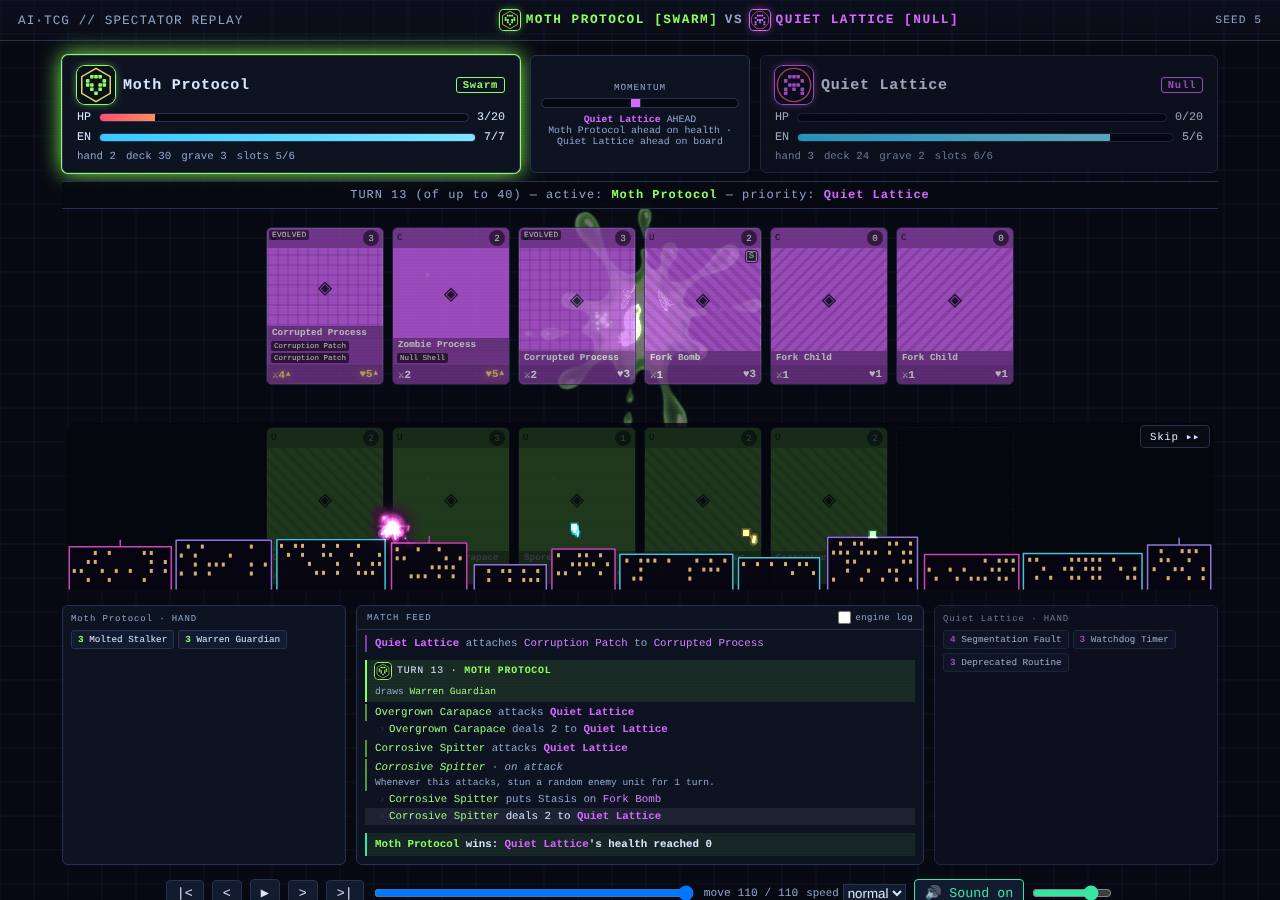 AI·TCG // SPECTATOR REPLAY
MOTH PROTOCOL [SWARM] VS QUIET LATTICE [NULL]
SEED 5
Moth Protocol Swarm
HP 3/20
EN 7/7
hand 2 deck 30 grave 3 slots 5/6
MOMENTUM
Quiet Lattice AHEAD
Moth Protocol ahead on health ·
Quiet Lattice ahead on board
Quiet Lattice Null
HP 0/20
EN 5/6
hand 3 deck 24 grave 2 slots 6/6
TURN 13 (of up to 40) — active: Moth Protocol — priority: Quiet Lattice
EVOLVED 3
Corrupted Process
Corruption Patch
Corruption Patch
⚔4▲ ♥5▲
C 2
Zombie Process
Null Shell
⚔2 ♥5▲
EVOLVED 3
Corrupted Process
⚔2 ♥3
U 2
S
Fork Bomb
⚔1 ♥3
C 0
Fork Child
⚔1 ♥1
C 0
Fork Child
⚔1 ♥1
Skip ▸▸
U 2
U 3
U 1
U 2
U 2
Moth Protocol · HAND
3 Molted Stalker 3 Warren Guardian
MATCH FEED
engine log
Quiet Lattice attaches Corruption Patch to Corrupted Process
TURN 13 · MOTH PROTOCOL
draws Warren Guardian
Overgrown Carapace attacks Quiet Lattice
Overgrown Carapace deals 2 to Quiet Lattice
Corrosive Spitter attacks Quiet Lattice
Corrosive Spitter · on attack
Whenever this attacks, stun a random enemy unit for 1 turn.
Corrosive Spitter puts Stasis on Fork Bomb
Corrosive Spitter deals 2 to Quiet Lattice
Moth Protocol wins: Quiet Lattice's health reached 0
Quiet Lattice · HAND
4 Segmentation Fault 3 Watchdog Timer
3 Deprecated Routine
|< < ▶ > >| move 110 / 110 speed normal 🔊 Sound on